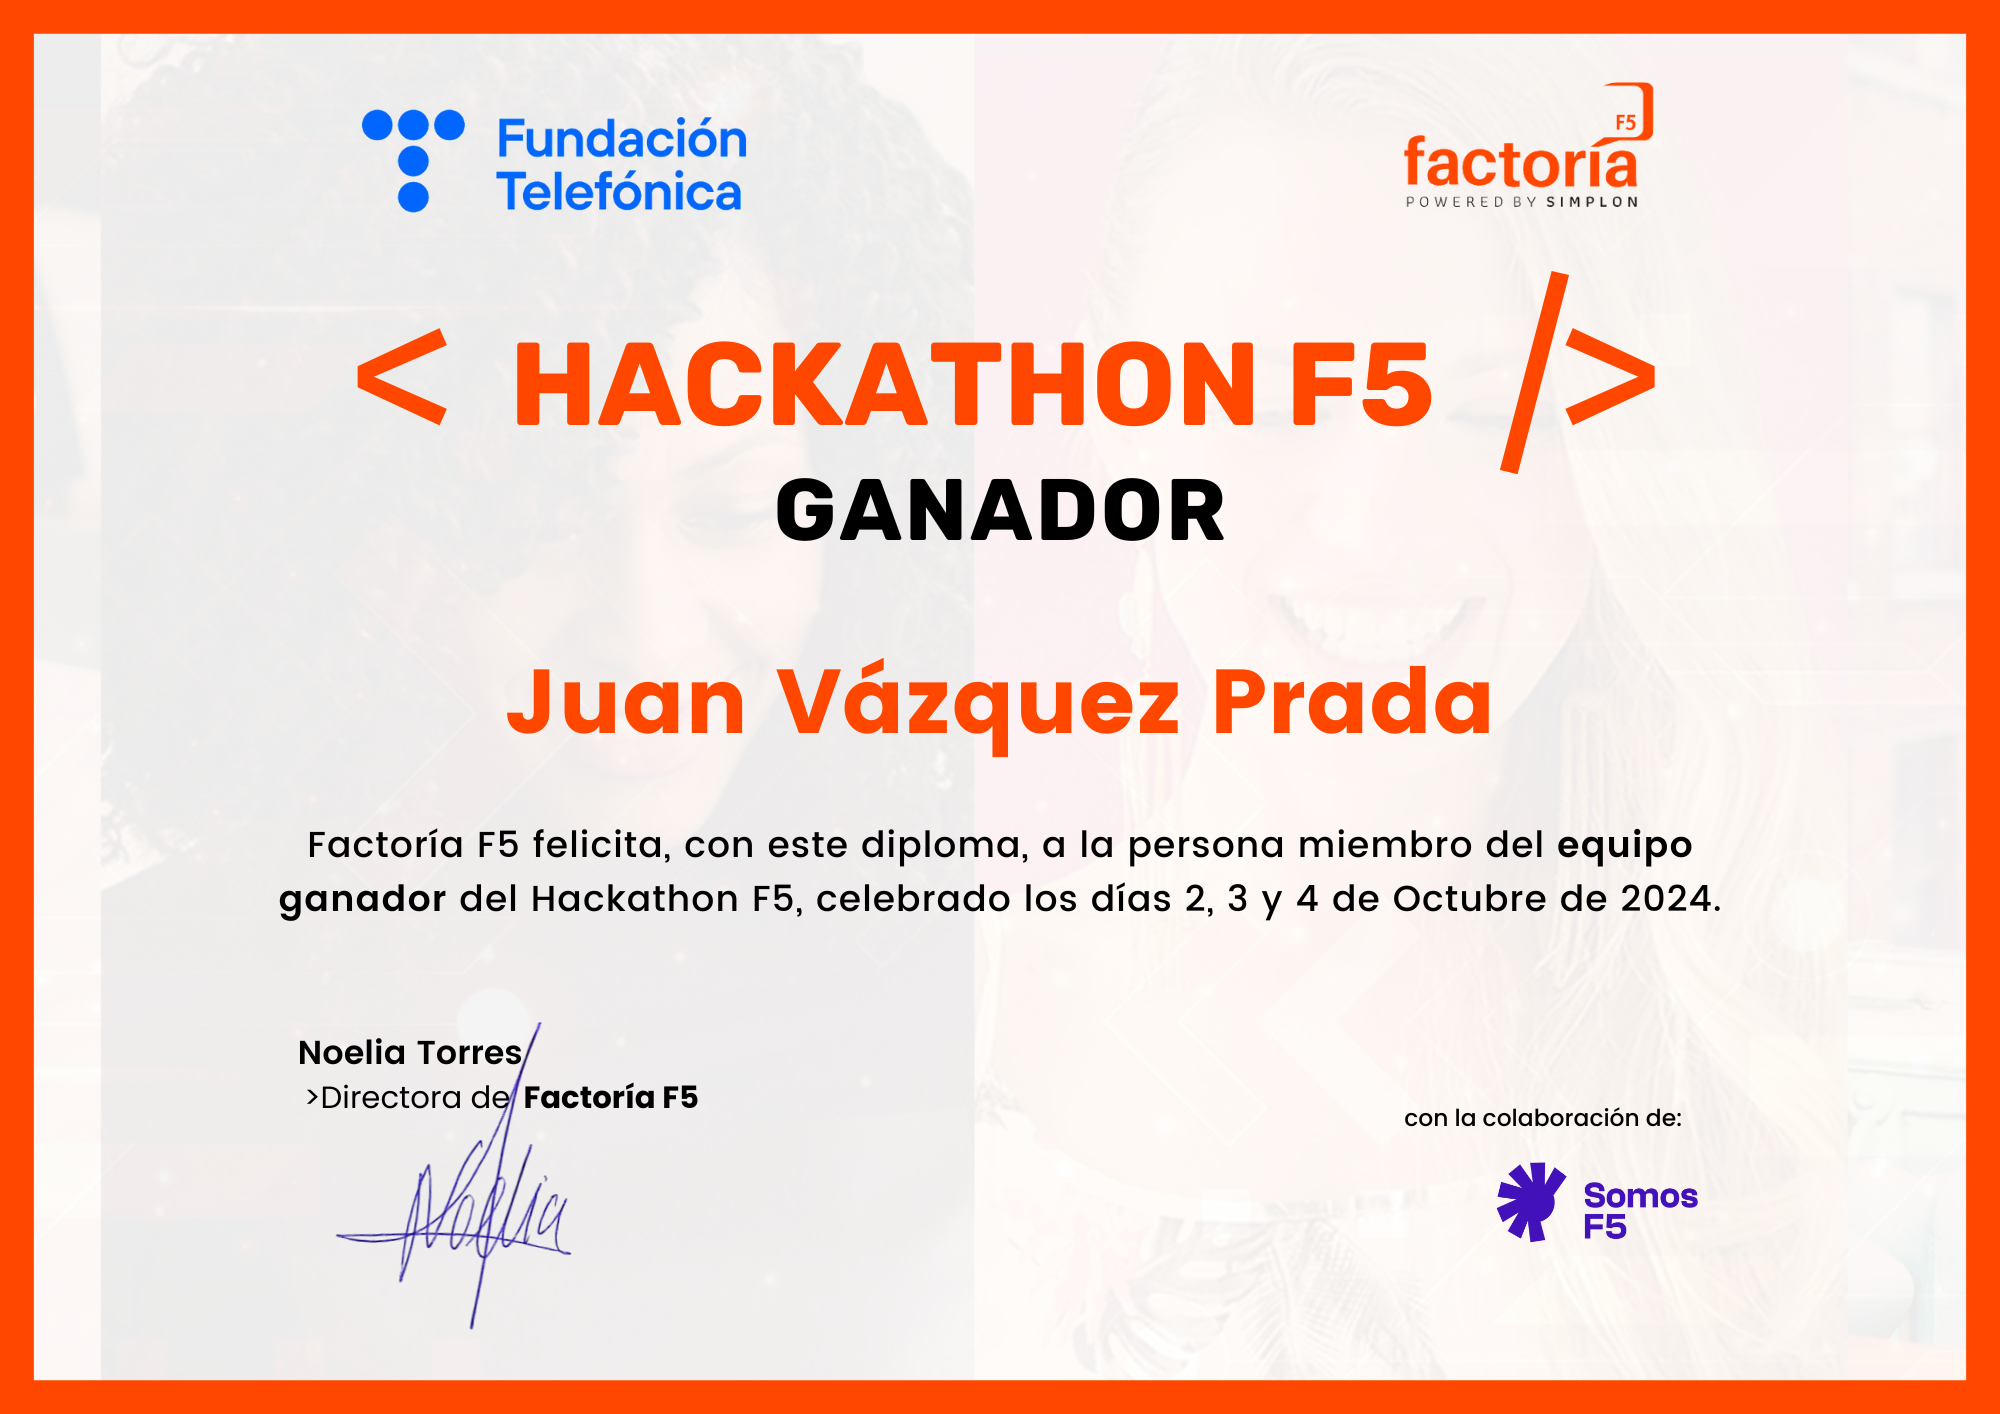 Fundación
Telefónica
F5
factoría
POWERED BY SIMPLON
< HACKATHON F5 />
GANADOR
Juan Vázquez Prada
Factoría F5 felicita, con este diploma, a la persona miembro del equipo
ganador del Hackathon F5, celebrado los días 2, 3 y 4 de Octubre de 2024.
Noelia Torres
>Directora de Factoría F5
Noelia
con la colaboración de:
Somos
F5